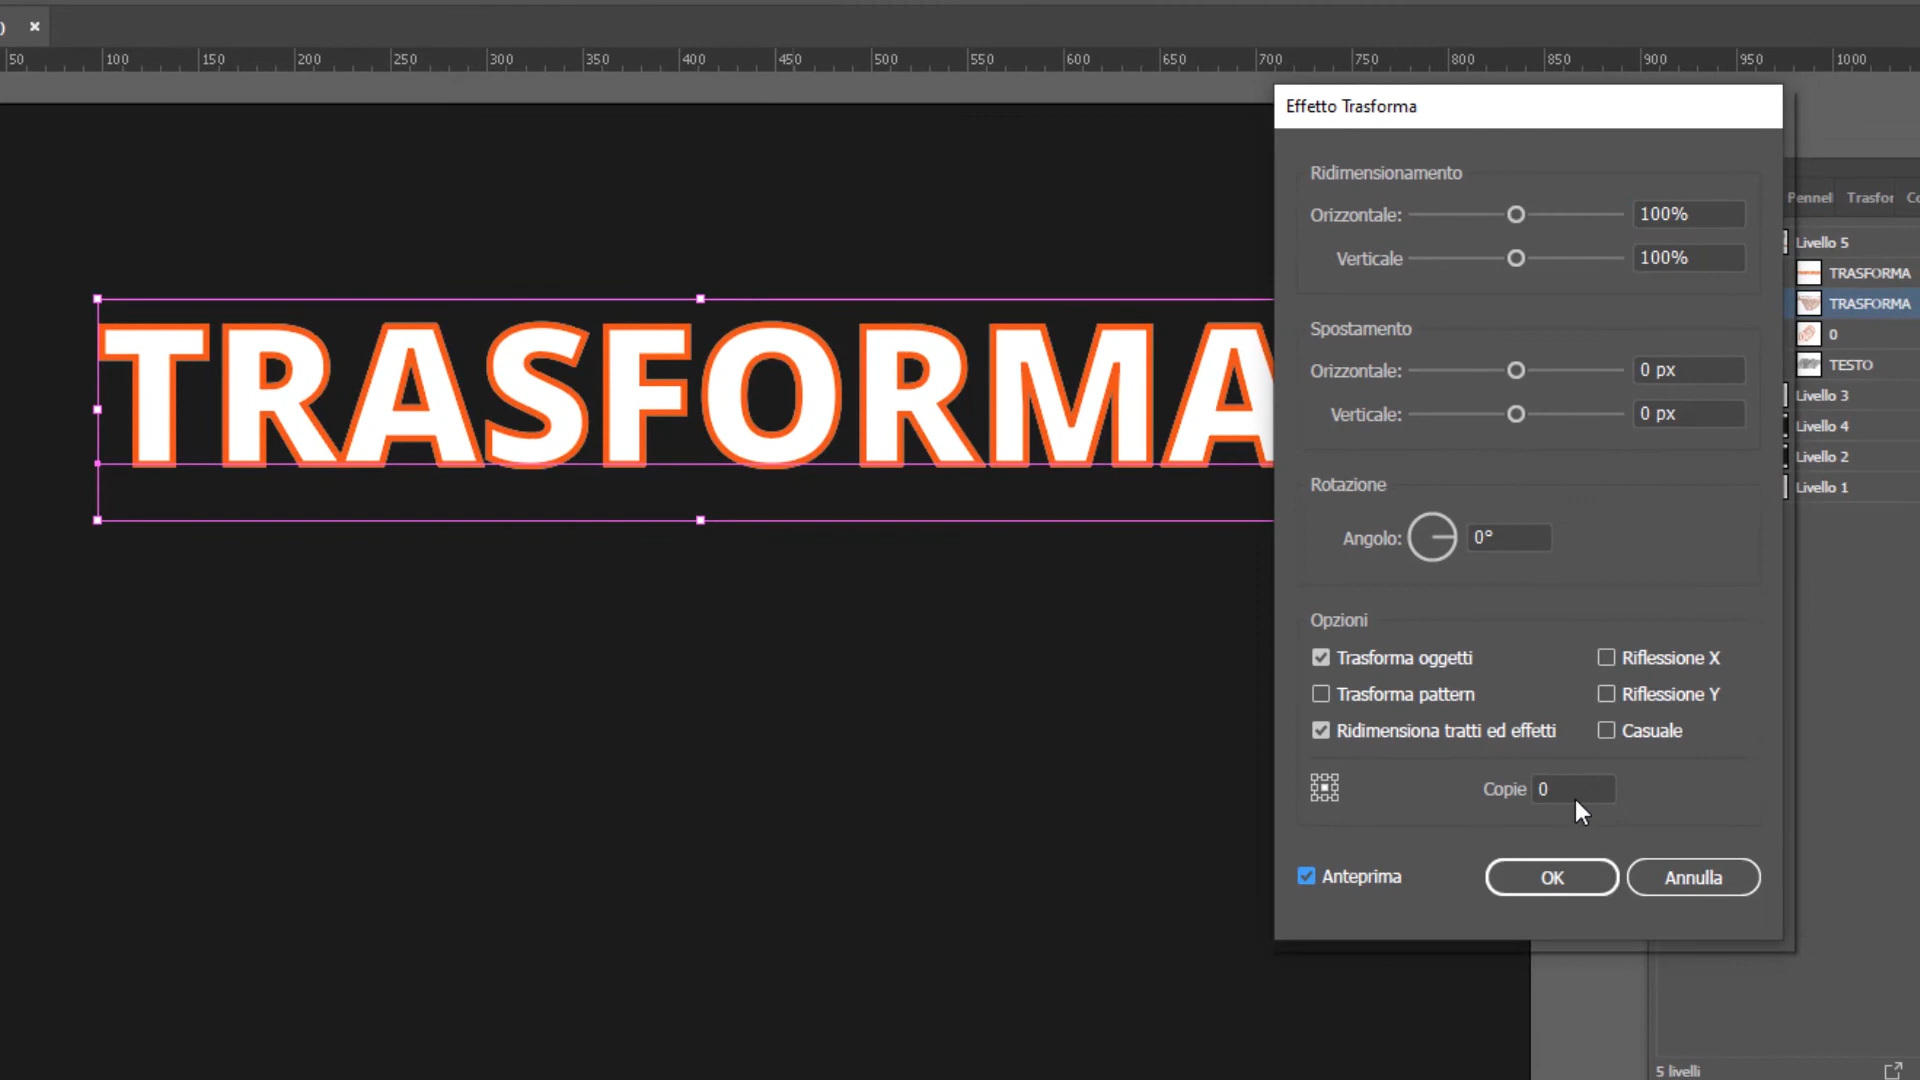 )
50 100 150 200 250 300 350 400 450 500 550 600 650 700 750 800 850 900 950 1000
Effetto Trasforma
Ridimensionamento
Orizzontale: 100%
Verticale 100%
Spostamento
Orizzontale: 0 px
Verticale: 0 px
Rotazione
Angolo: 0°
Opzioni
Trasforma oggetti
Riflessione X
Trasforma pattern
Riflessione Y
Ridimensiona tratti ed effetti
Casuale
Copie 0
Anteprima
OK
Annulla
TRASFORMA
Pennel Trasfor Co
Livello 5
TRASFORMA
TRASFORMA
0
TESTO
Livello 3
Livello 4
Livello 2
Livello 1
5 livelli